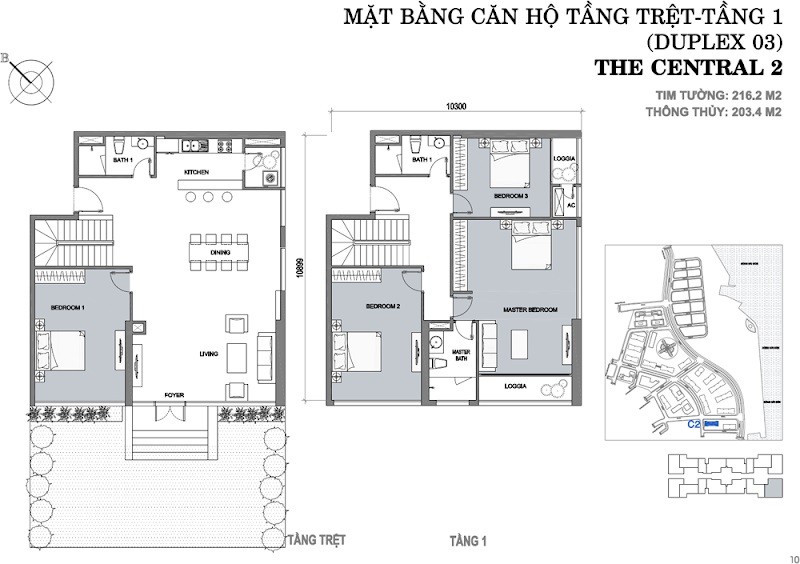 MẶT BẰNG CĂN HỘ TẦNG TRỆT-TẦNG 1
(DUPLEX 03)
THE CENTRAL 2
TIM TƯỜNG: 216.2 M2
THÔNG THỦY: 203.4 M2
B
10300
BATH 1
KITCHEN
DINING
BEDROOM 1
LIVING
FOYER
10899
BATH 1
BEDROOM 3
LOGGIA
AC
BEDROOM 2
MASTER BEDROOM
MASTER
BATH
LOGGIA
C2
TẦNG TRỆT
TẦNG 1
10